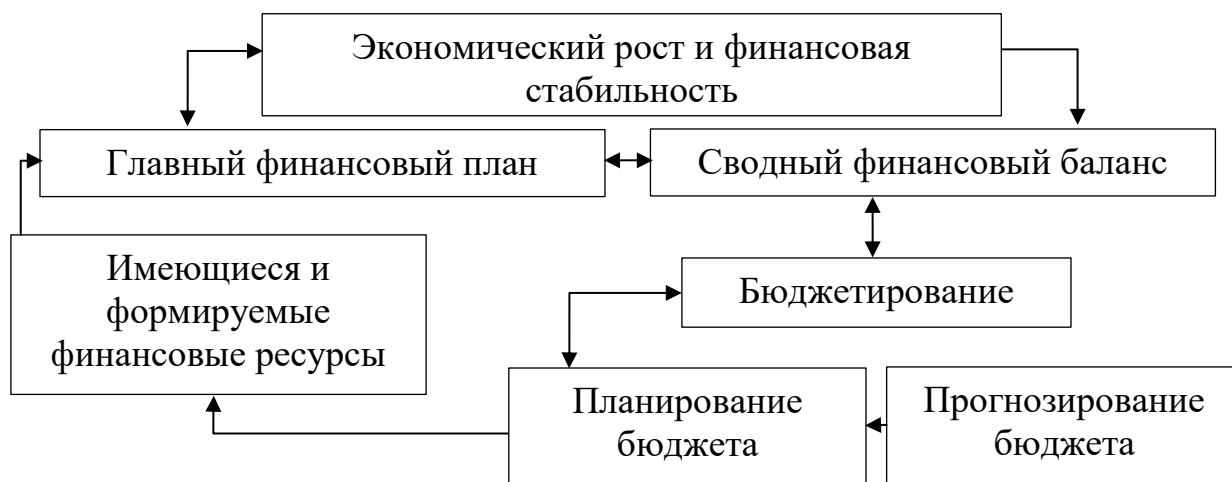 Экономический рост и финансовая
стабильность
Главный финансовый план
Сводный финансовый баланс
Имеющиеся и
формируемые
финансовые ресурсы
Бюджетирование
Планирование
бюджета
Прогнозирование
бюджета